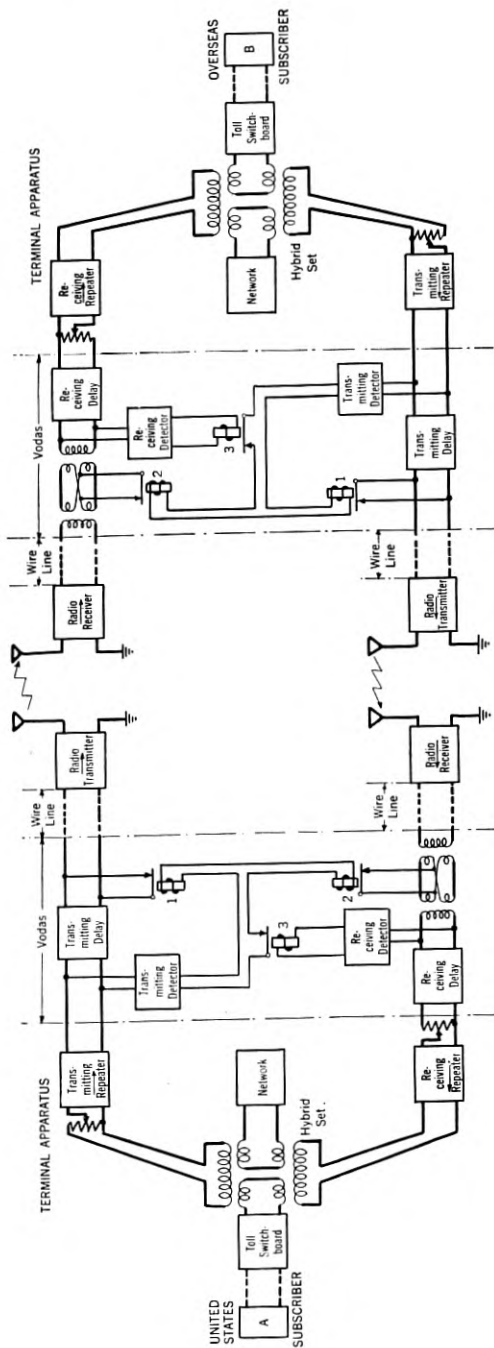 TERMINAL APPARATUS
Vodas
Wire
Line
Trans-
mitting
Repeater
Trans-
mitting
Delay
Radio
Transmitter
Trans-
mitting
Detector
1
2
3
Re-
ceiving
Detector
UNITED
STATES
A
SUBSCRIBER
Toll
Switch-
board
Network
Hybrid
Set.
Re-
ceiving
Repeater
Re-
ceiving
Delay
Wire
Line
Radio
Receiver
Wire
Line
Vodas
TERMINAL APPARATUS
Radio
Receiver
Re-
ceiving
Delay
Re-
ceiving
Repeater
2
Re-
ceiving
Detector
3
1
Trans-
mitting
Detector
Network
Toll
Switch-
board
OVERSEAS
B
SUBSCRIBER
Hybrid
Set
Wire
Line
Radio
Transmitter
Trans-
mitting
Delay
Trans-
mitting
Repeater